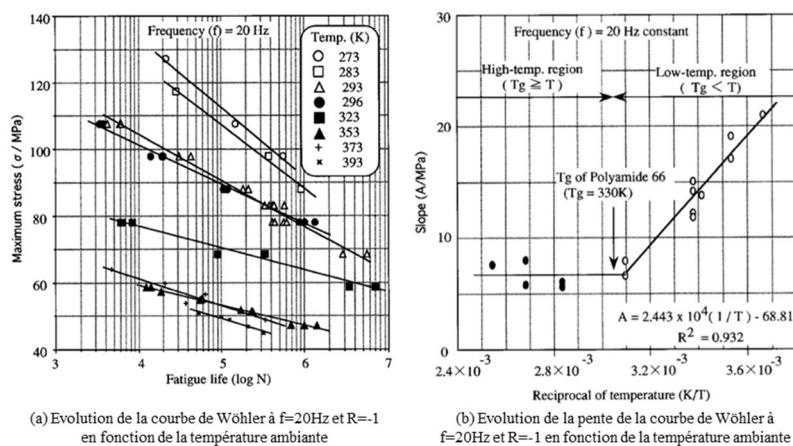 Frequency (f) = 20 Hz
Temp. (K)
273
283
293
296
323
353
373
393
140
120
100
80
60
40
3
4
5
6
7
Maximum stress (σ / MPa)
Fatigue life (log N)
(a) Evolution de la courbe de Wöhler à f=20Hz et R=-1
en fonction de la température ambiante
Frequency (f) = 20 Hz constant
High-temp. region
(Tg ≧ T)
Low-temp. region
(Tg < T)
Tg of Polyamide 66
(Tg = 330K)
A = 2.443 x 10⁴ (1/T) - 68.81
R² = 0.932
30
20
10
0
2.4×10⁻³
2.8×10⁻³
3.2×10⁻³
3.6×10⁻³
Slope (A/MPa)
Reciprocal of temperature (K/T)
(b) Evolution de la pente de la courbe de Wöhler à
f=20Hz et R=-1 en fonction de la température ambiante